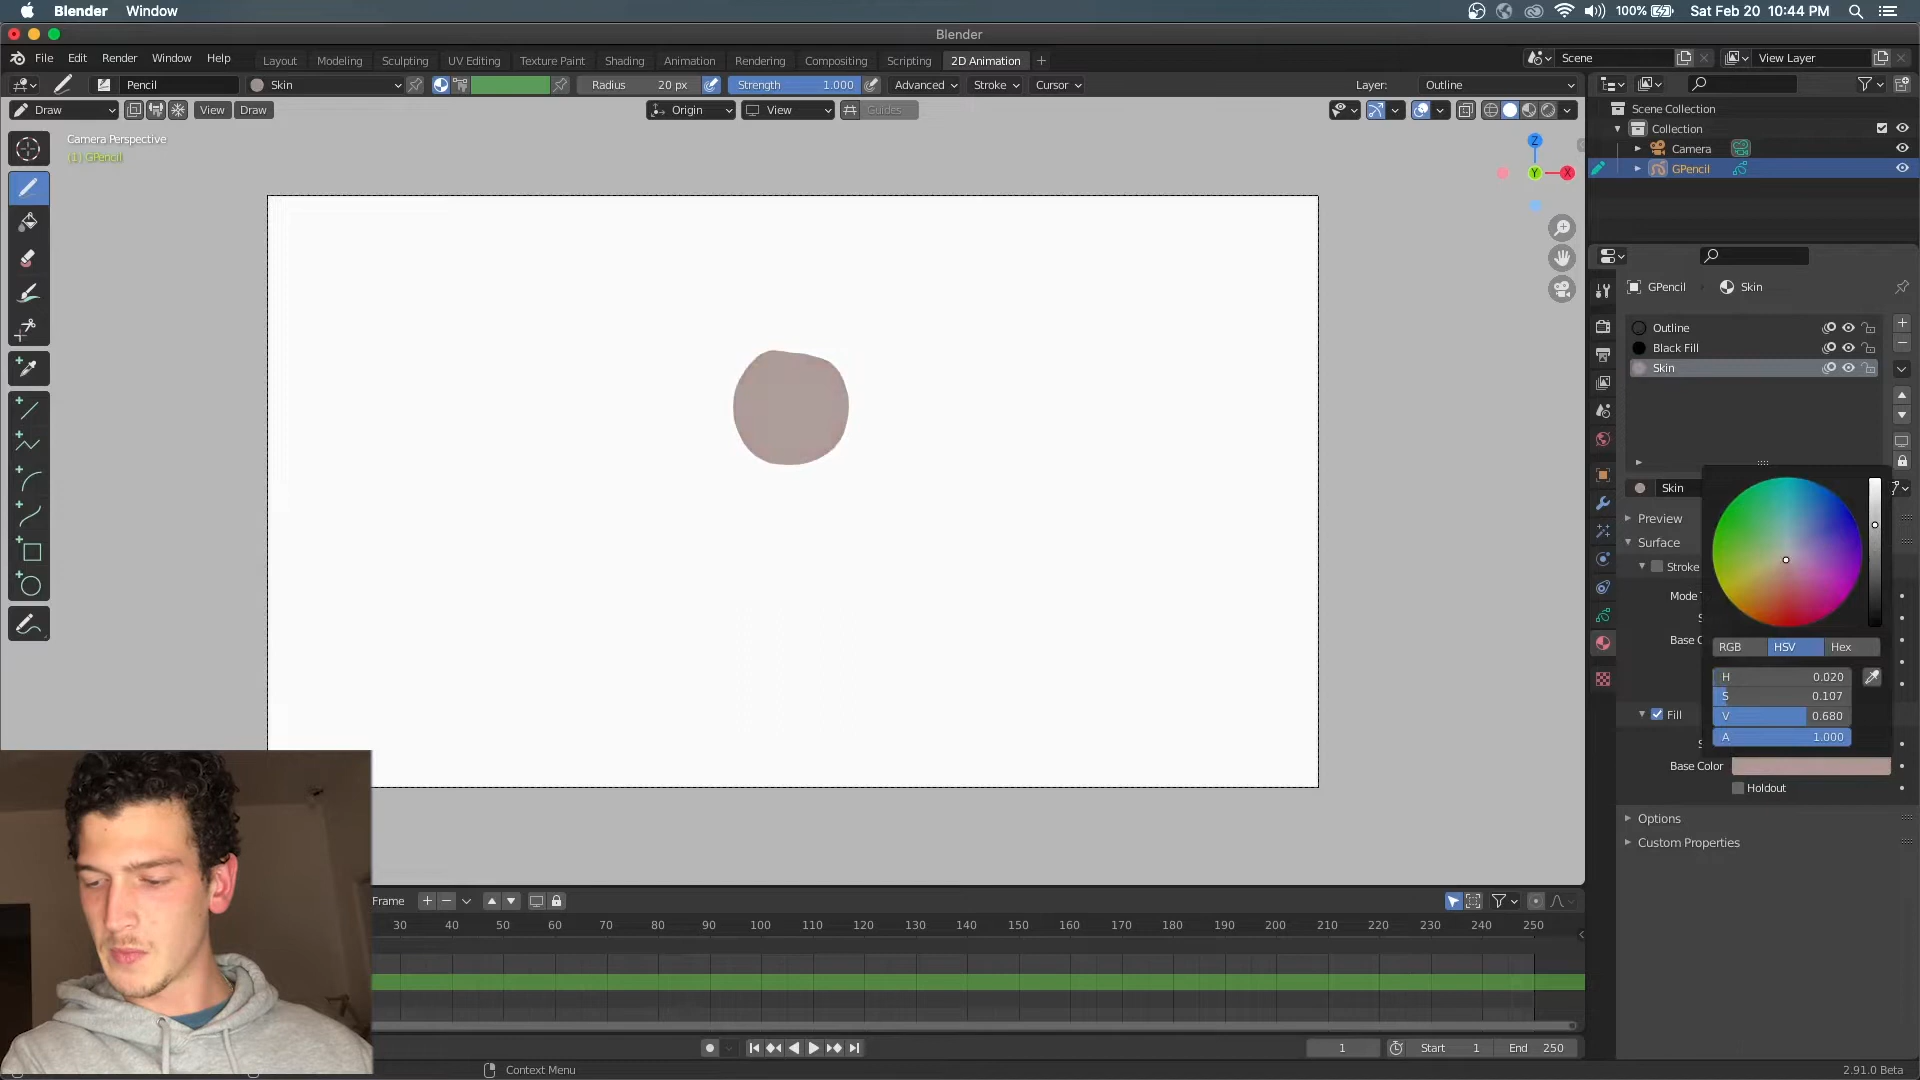 Blender Window 100% Sat Feb 20 10:44 PM
Blender
File Edit Render Window Help Layout Modeling Sculpting UV Editing Texture Paint Shading Animation Rendering Compositing Scripting 2D Animation + Scene View Layer
Pencil Skin Radius 20 px Strength 1.000 Advanced Stroke Cursor Layer: Outline
Draw View Draw Origin View Guides
Scene Collection
Collection
Camera
GPencil
Camera Perspective
(1) GPencil
Z
Y X
GPencil Skin
Outline
Black Fill
Skin
Skin
Preview
Surface
Stroke
Mode
S
Base C
RGB HSV Hex
H 0.020
S 0.107
V 0.680
A 1.000
Fill
S
Base Color
Holdout
Options
Custom Properties
Frame
30 40 50 60 70 80 90 100 110 120 130 140 150 160 170 180 190 200 210 220 230 240 250
1 Start 1 End 250
Context Menu 2.91.0 Beta